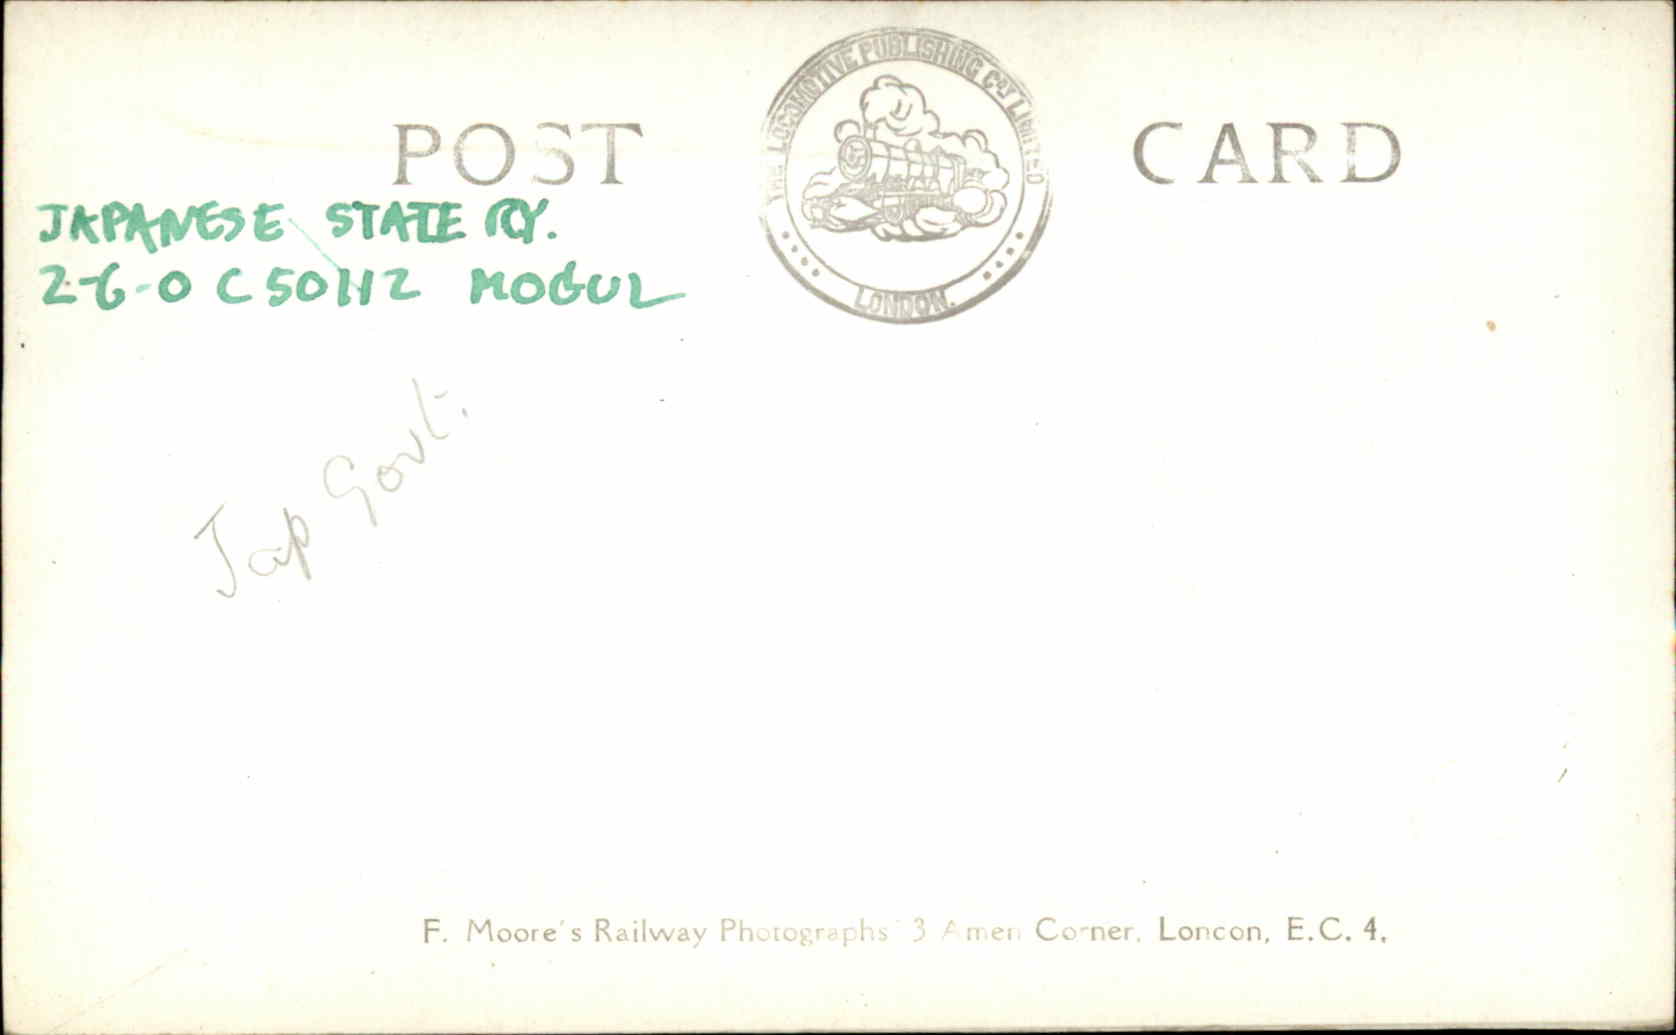 POST CARD
THE LOCOMOTIVE PUBLISHING COY LIMITED
LONDON.
JAPANESE STATE RY.
2-6-0 C50112 MOGUL
Jap Govt.
F. Moore's Railway Photographs 3 Amen Corner, London, E.C. 4,